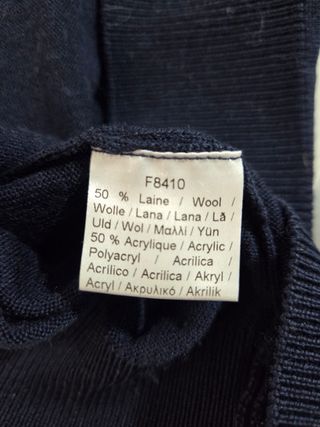 F8410
50 % Laine / Wool /
Wolle / Lana / Lana / Lã /
Uld / Wol / Μαλλί / Yün
50 % Acrylique / Acrylic /
Polyacryl / Acrilica /
Acrílico / Acrilica / Akryl /
Acryl / Ακρυλικό / Akrilik